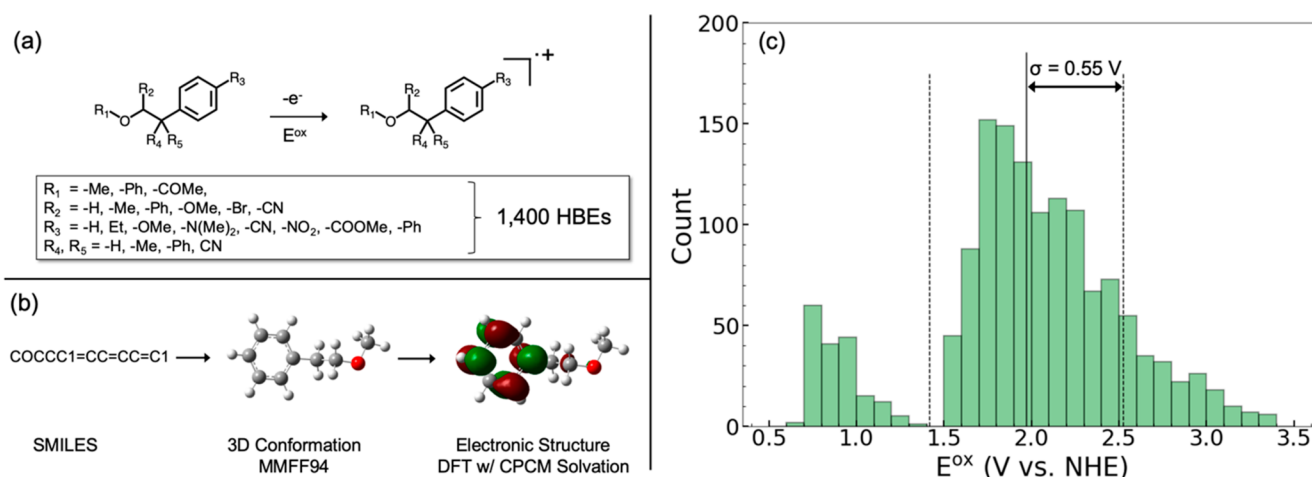 (a)
R₁
O
R₂
R₄ R₅
R₃
-e⁻
Eᵒˣ
R₁
O
R₂
R₄ R₅
R₃
·+
R₁ = -Me, -Ph, -COMe,
R₂ = -H, -Me, -Ph, -OMe, -Br, -CN
R₃ = -H, Et, -OMe, -N(Me)₂, -CN, -NO₂, -COOMe, -Ph
R₄, R₅ = -H, -Me, -Ph, CN
1,400 HBEs
(b)
COCCC1=CC=CC=C1
SMILES
3D Conformation
MMFF94
Electronic Structure
DFT w/ CPCM Solvation
(c)
σ = 0.55 V
Count
200
150
100
50
0
0.5 1.0 1.5 2.0 2.5 3.0 3.5
Eᵒˣ (V vs. NHE)